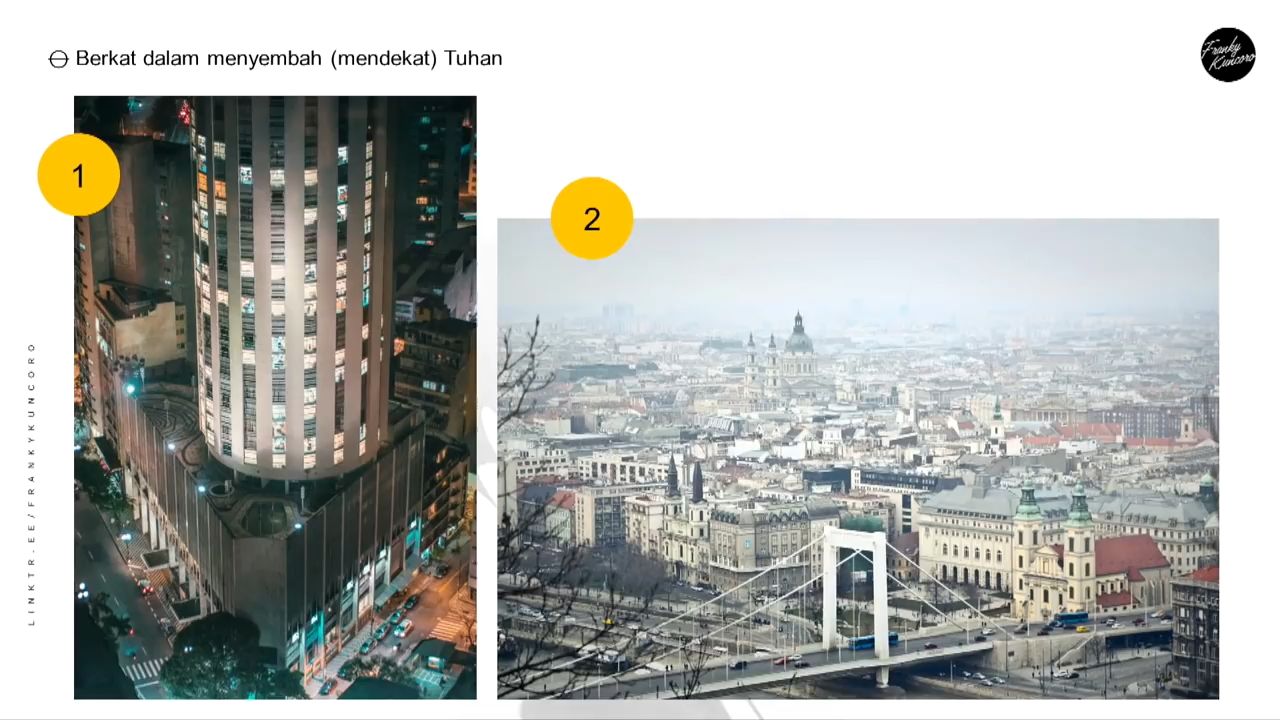 Berkat dalam menyembah (mendekat) Tuhan
Franky
Kuncoro
1
2
LINKTR.EE/FRANKYKUNCORO